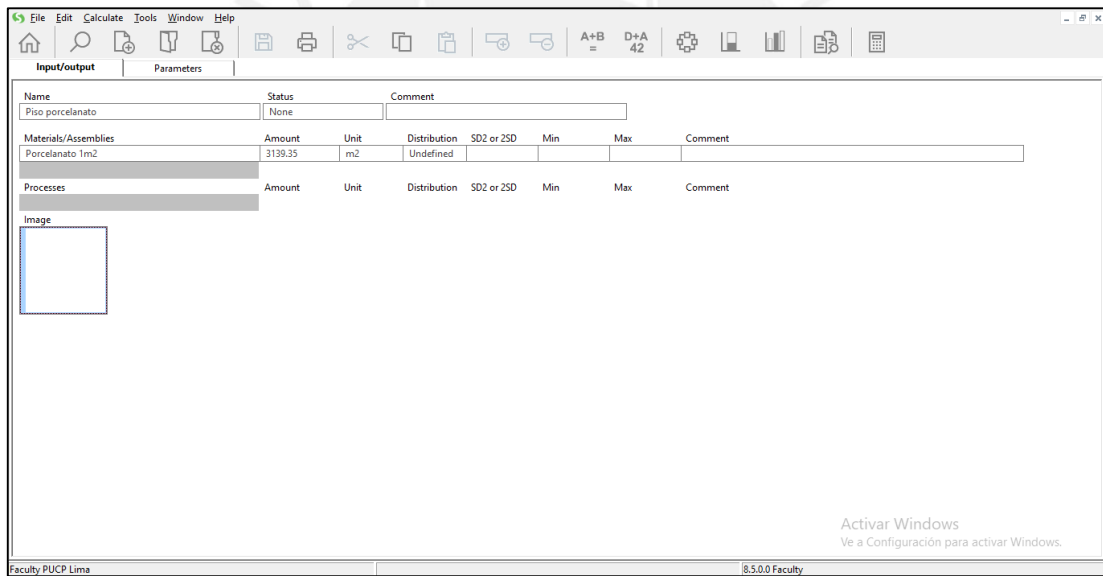 File Edit Calculate Tools Window Help
A+B = D+A 42
Input/output Parameters
Name Status Comment
Piso porcelanato None
Materials/Assemblies Amount Unit Distribution SD2 or 2SD Min Max Comment
Porcelanato 1m2 3139.35 m2 Undefined
Processes Amount Unit Distribution SD2 or 2SD Min Max Comment
Image
Activar Windows
Ve a Configuración para activar Windows.
Faculty PUCP Lima 8.5.0.0 Faculty